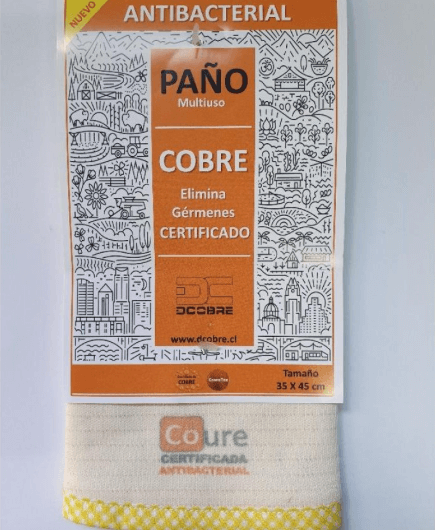 NUEVO
ANTIBACTERIAL
PAÑO
Multiuso
COBRE
Elimina
Gérmenes
CERTIFICADO
DCOBRE
www.dcobre.cl
COBRE
Tamaño
35 X 45 cm
Coure
CERTIFICADA
ANTIBACTERIAL